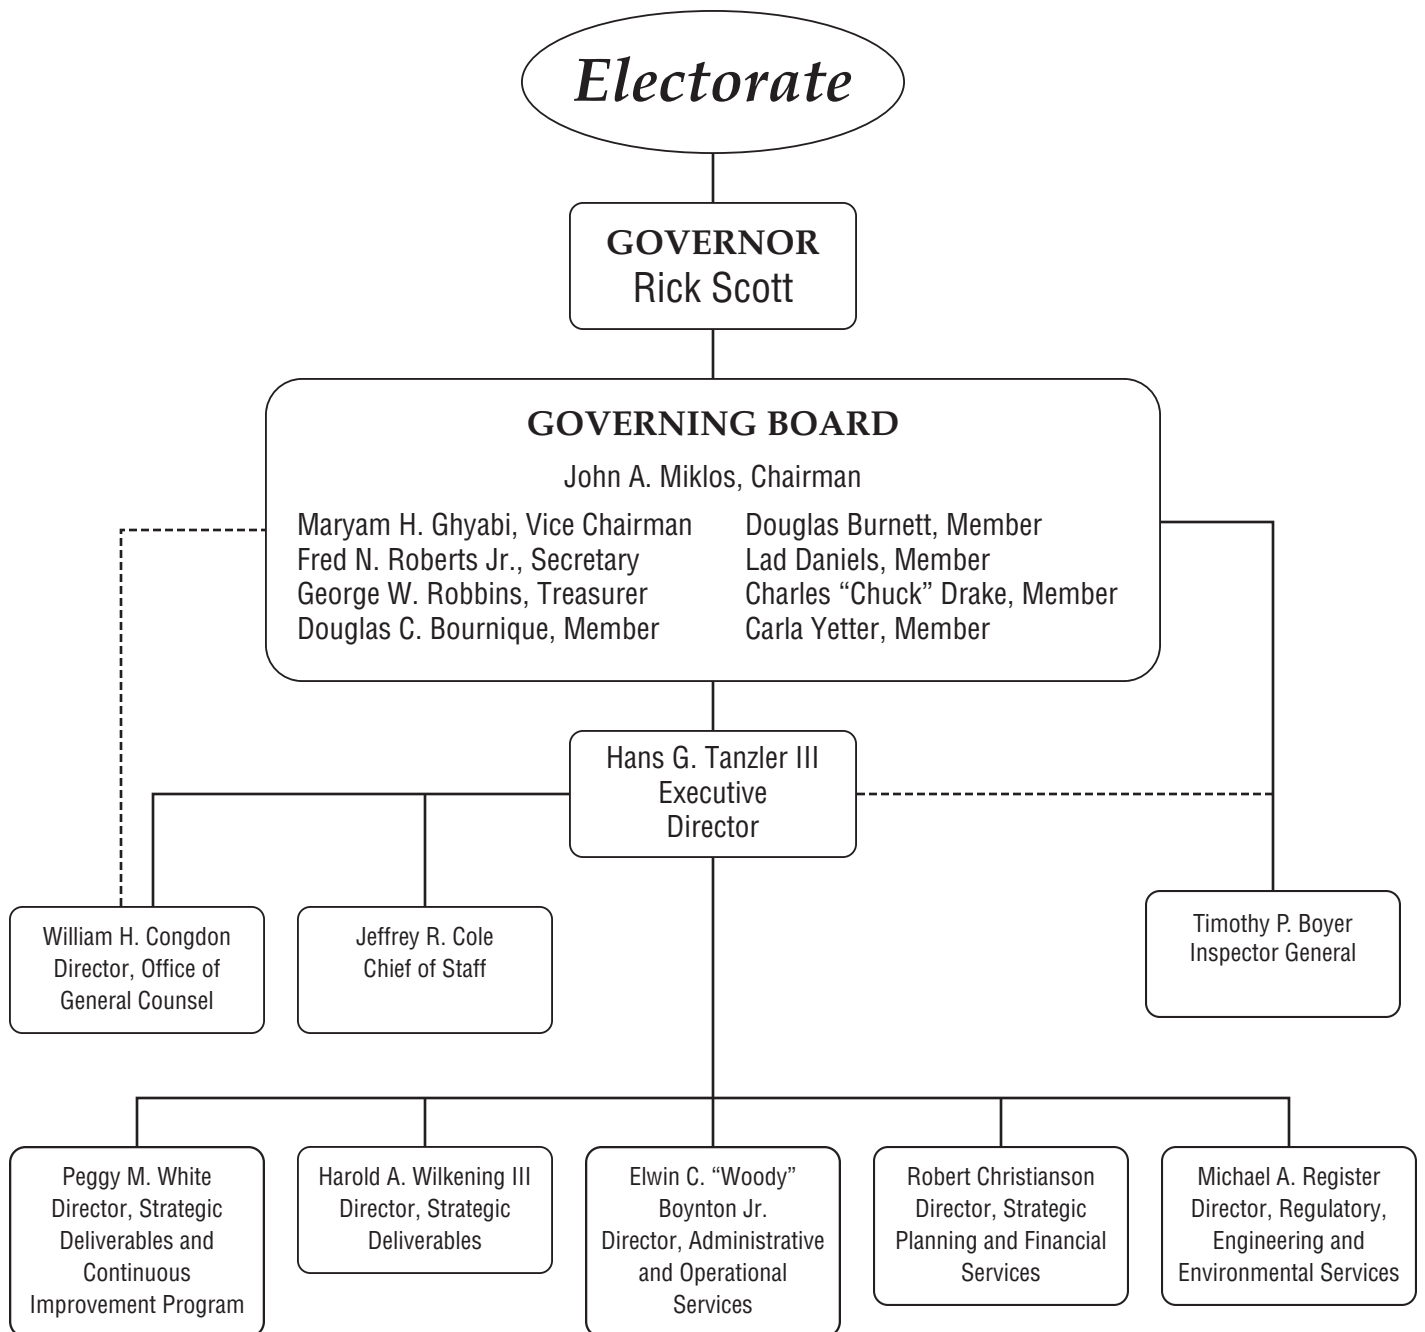 Electorate
GOVERNOR
Rick Scott
GOVERNING BOARD
John A. Miklos, Chairman
Maryam H. Ghyabi, Vice Chairman
Fred N. Roberts Jr., Secretary
George W. Robbins, Treasurer
Douglas C. Bournique, Member
Douglas Burnett, Member
Lad Daniels, Member
Charles “Chuck” Drake, Member
Carla Yetter, Member
Hans G. Tanzler III
Executive
Director
William H. Congdon
Director, Office of
General Counsel
Jeffrey R. Cole
Chief of Staff
Timothy P. Boyer
Inspector General
Peggy M. White
Director, Strategic
Deliverables and
Continuous
Improvement Program
Harold A. Wilkening III
Director, Strategic
Deliverables
Elwin C. “Woody”
Boynton Jr.
Director, Administrative
and Operational
Services
Robert Christianson
Director, Strategic
Planning and Financial
Services
Michael A. Register
Director, Regulatory,
Engineering and
Environmental Services